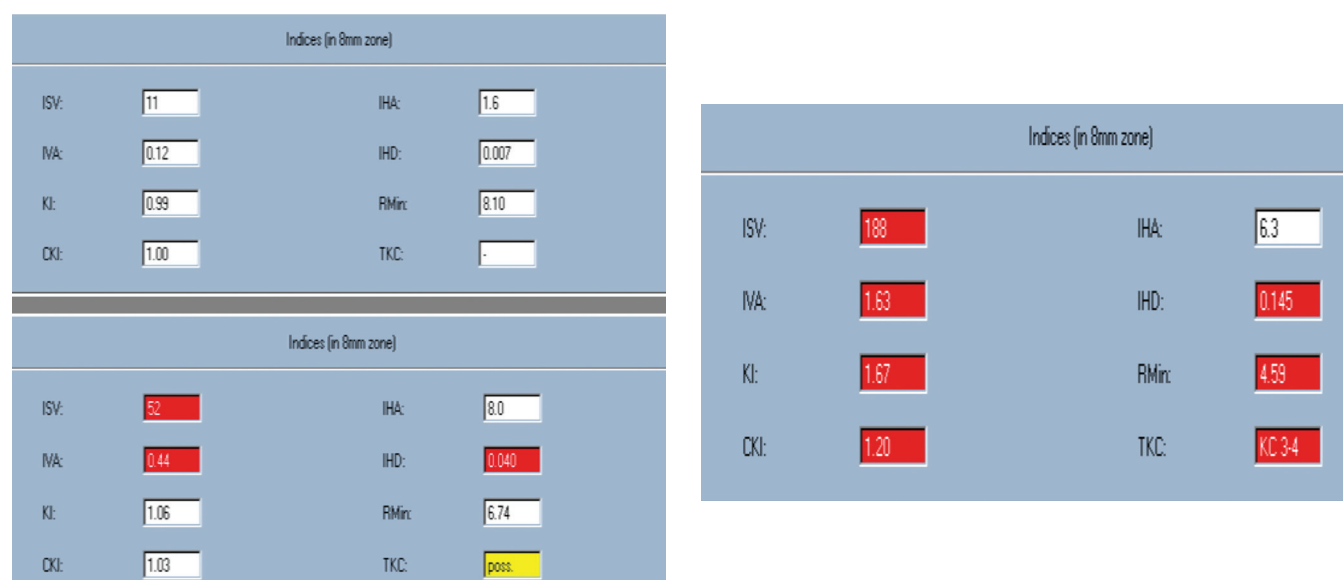 Indices (in 8mm zone)
ISV: 11 IHA: 1.6
IVA: 0.12 IHD: 0.007
KI: 0.99 RMin: 8.10
CKI: 1.00 TKC: -
Indices (in 8mm zone)
ISV: 52 IHA: 8.0
IVA: 0.44 IHD: 0.040
KI: 1.06 RMin: 6.74
CKI: 1.03 TKC: poss.
Indices (in 8mm zone)
ISV: 188 IHA: 6.3
IVA: 1.63 IHD: 0.145
KI: 1.67 RMin: 4.59
CKI: 1.20 TKC: KC 3-4